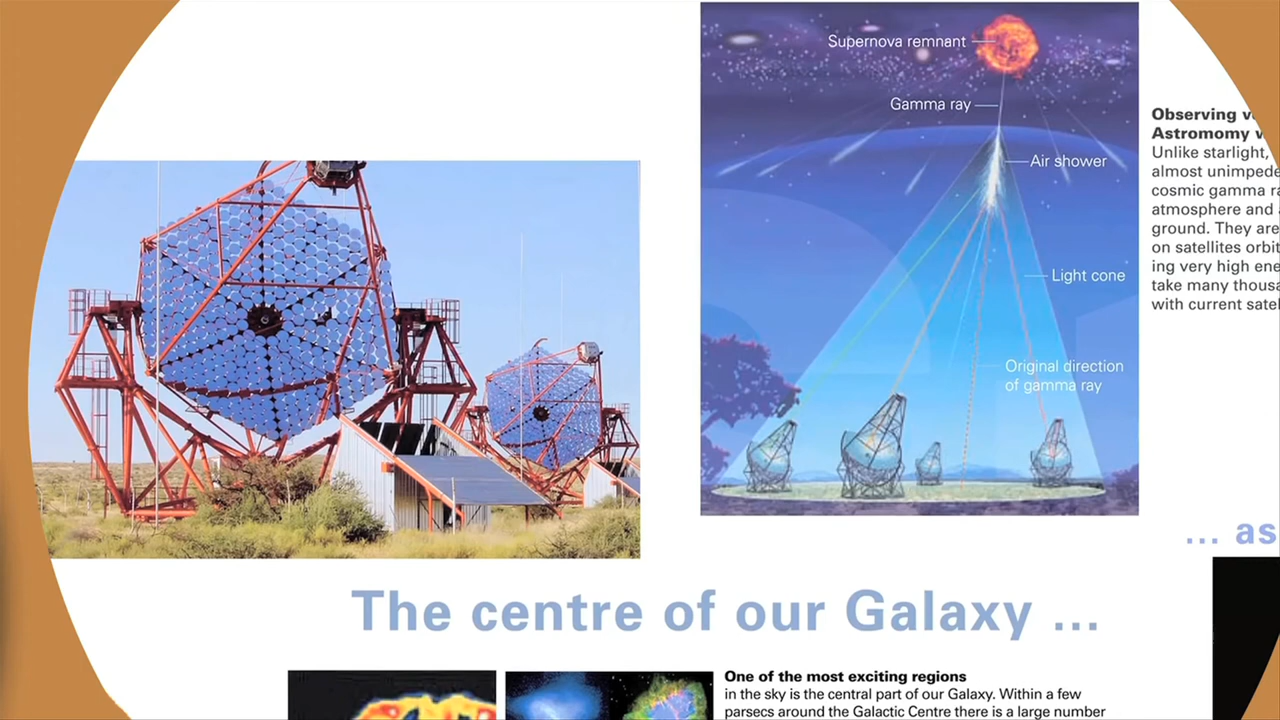 Supernova remnant
Gamma ray
Air shower
Light cone
Original direction
of gamma ray
Observing
Astromomy
Unlike starlight,
almost
cosmic gamma
atmosphere and
ground. They are
on satellites
ing very high
take many
with current
... as
The centre of our Galaxy ...
One of the most exciting regions
in the sky is the central part of our Galaxy. Within a few
parsecs around the Galactic Centre there is a large number